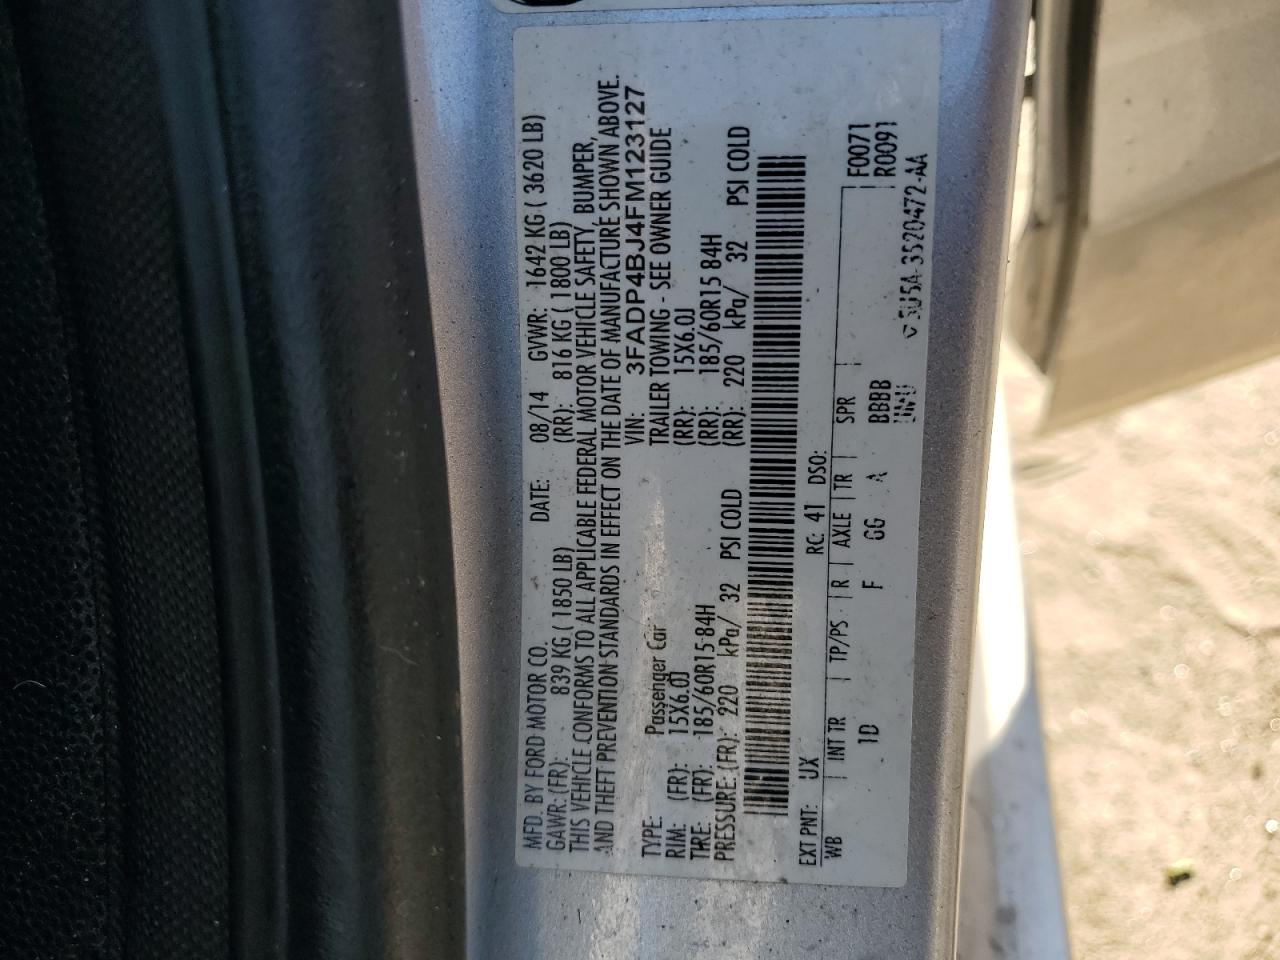 MFD. BY FORD MOTOR CO. DATE: 08/14 GVWR: 1642 KG ( 3620 LB)
GAWR: (FR): 839 KG ( 1850 LB) (RR): 816 KG ( 1800 LB)
THIS VEHICLE CONFORMS TO ALL APPLICABLE FEDERAL MOTOR VEHICLE SAFETY, BUMPER,
AND THEFT PREVENTION STANDARDS IN EFFECT ON THE DATE OF MANUFACTURE SHOWN ABOVE.
VIN: 3FADP4BJ4FM123127
TYPE: Passenger Car TRAILER TOWING - SEE OWNER GUIDE
RIM: (FR): 15X6.0J (RR): 15X6.0J
TIRE: (FR): 185/60R15 84H (RR): 185/60R15 84H
PRESSURE: (FR): 220 kPa/ 32 PSI COLD (RR): 220 kPa/ 32 PSI COLD
EXT PNT: UX RC: 41 DSO: F0071
WB INT TR TP/PS R AXLE TR SPR R0091
1D F GG A BBBB
5U5A-3520472-AA